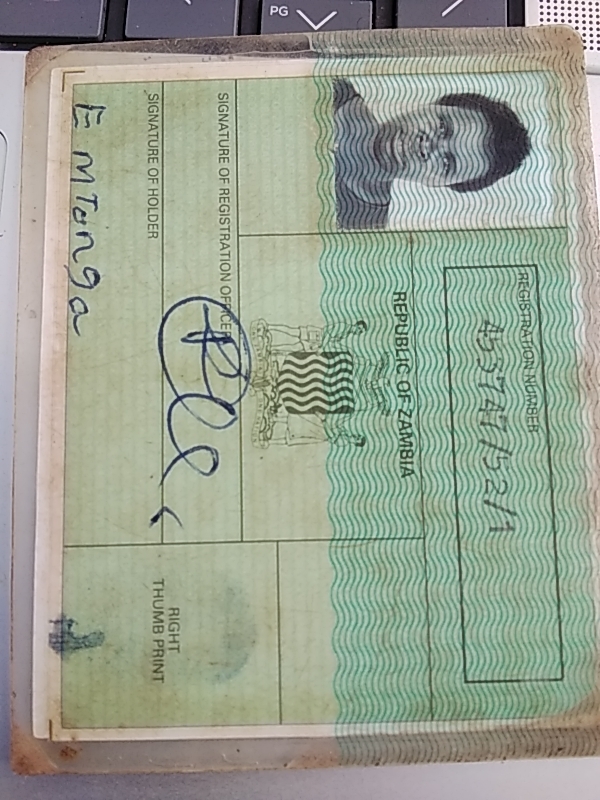 PG
REGISTRATION NUMBER
453747/52/1
REPUBLIC OF ZAMBIA
SIGNATURE OF REGISTRATION OFFICER
SIGNATURE OF HOLDER
E MTonga
RIGHT
THUMB PRINT